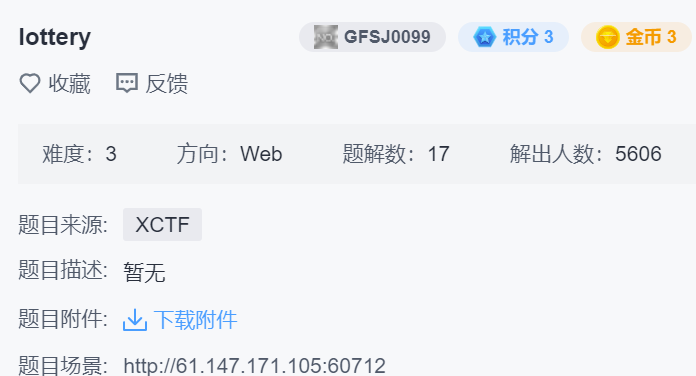 lottery GFSJ0099 积分 3 金币 3
收藏 反馈
难度：3 方向：Web 题解数：17 解出人数：5606
题目来源: XCTF
题目描述: 暂无
题目附件: 下载附件
题目场景: http://61.147.171.105:60712